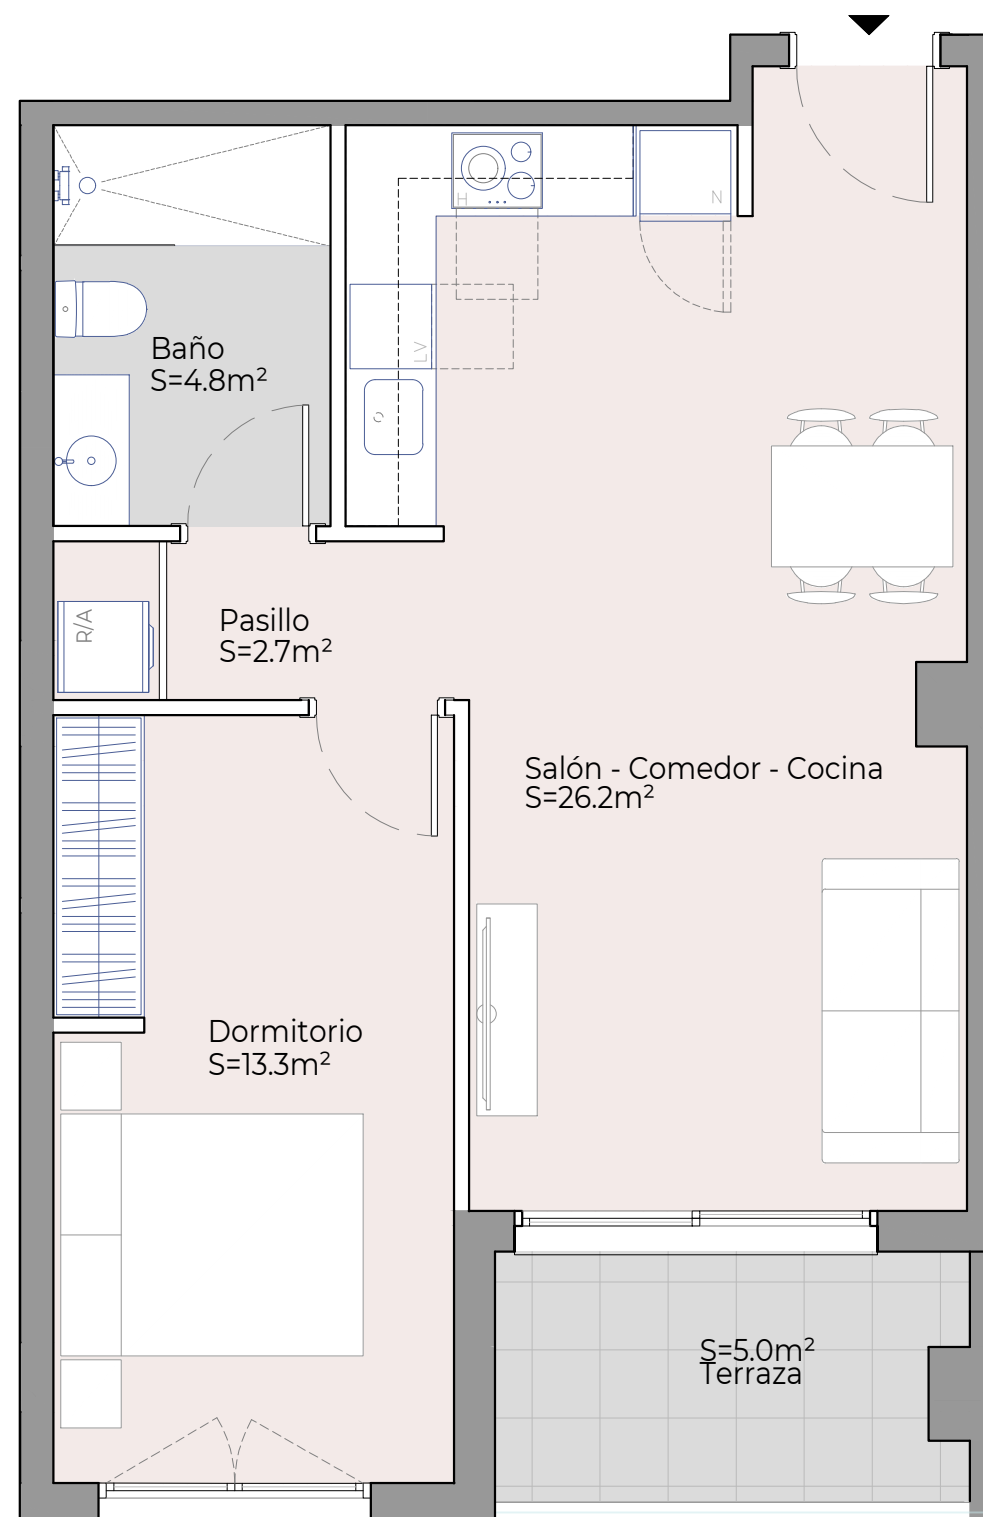 H
N
LV
Baño
S=4.8m²
R/A
Pasillo
S=2.7m²
Salón - Comedor - Cocina
S=26.2m²
Dormitorio
S=13.3m²
S=5.0m²
Terraza